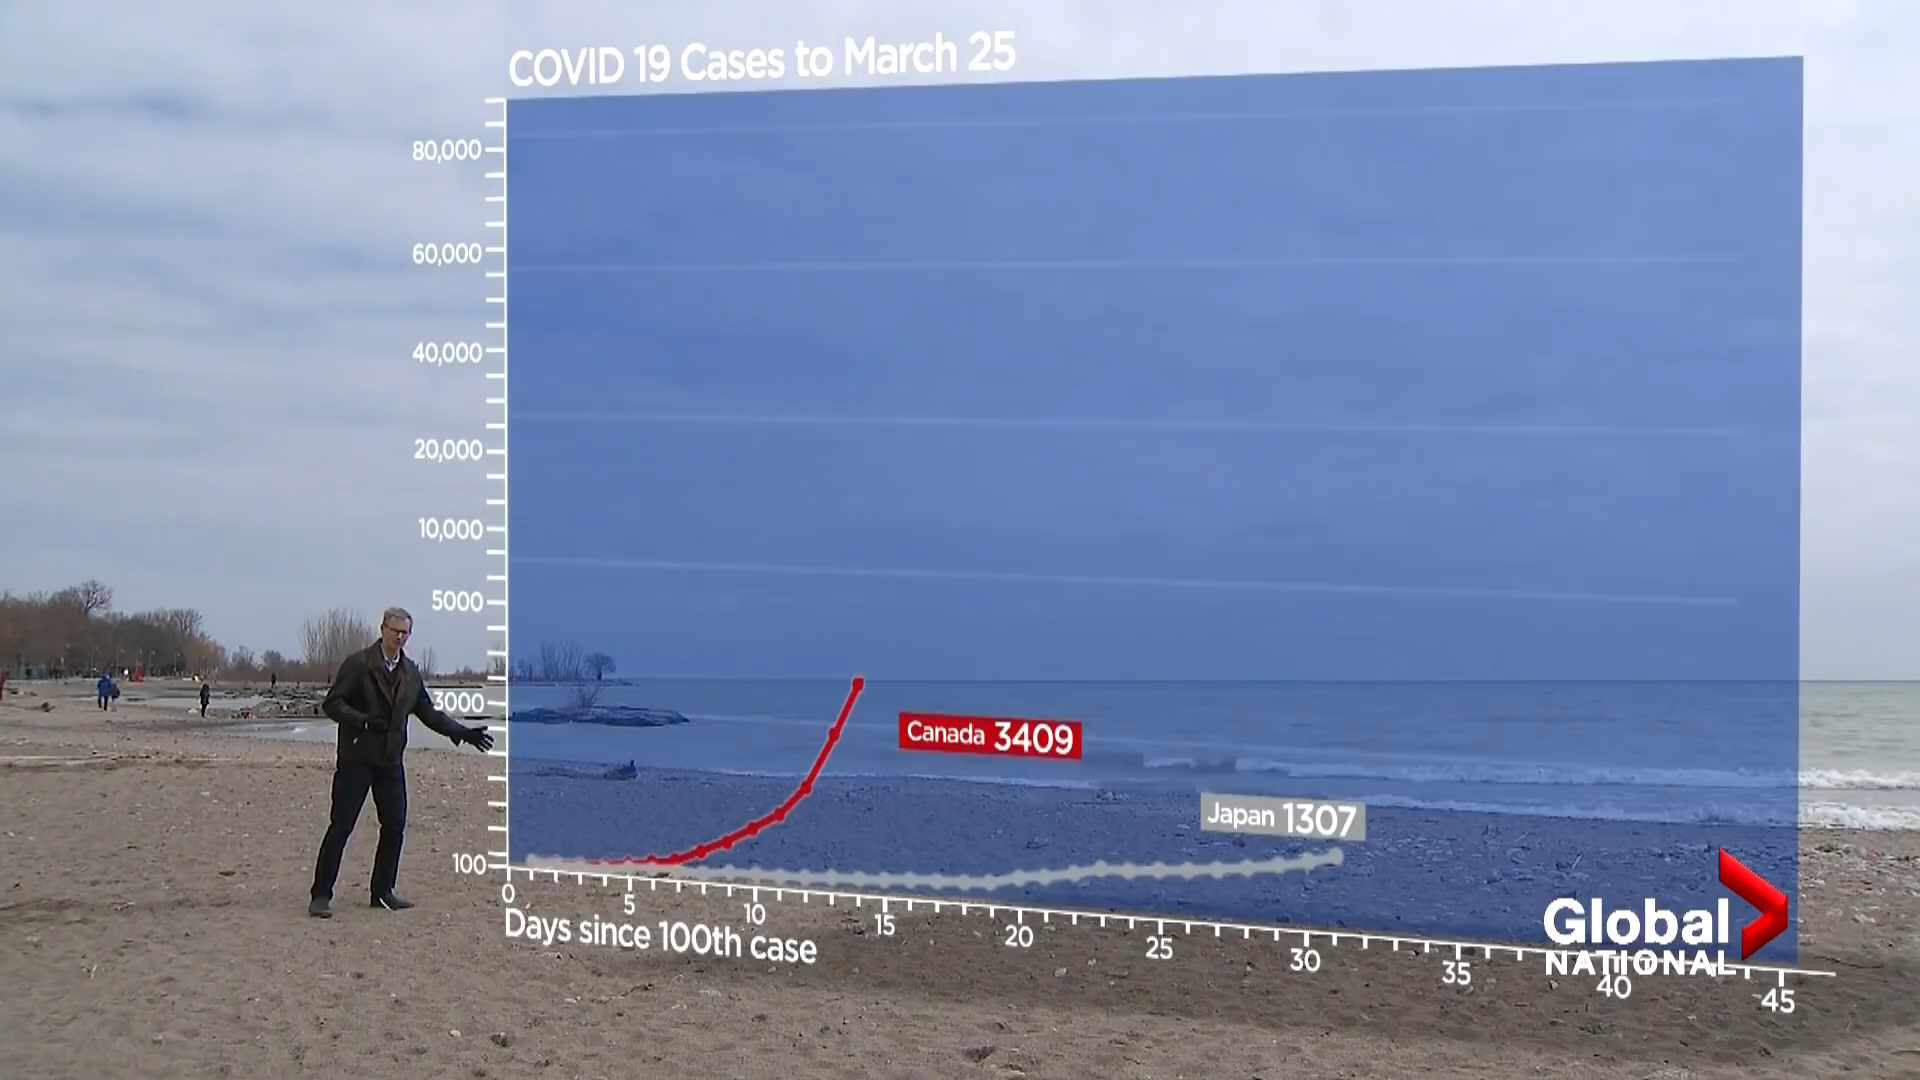 COVID 19 Cases to March 25
80,000
60,000
40,000
20,000
10,000
5000
3000
100
Canada 3409
Japan 1307
0 5 10 15 20 25 30 35 40 45
Days since 100th case
Global
NATIONAL